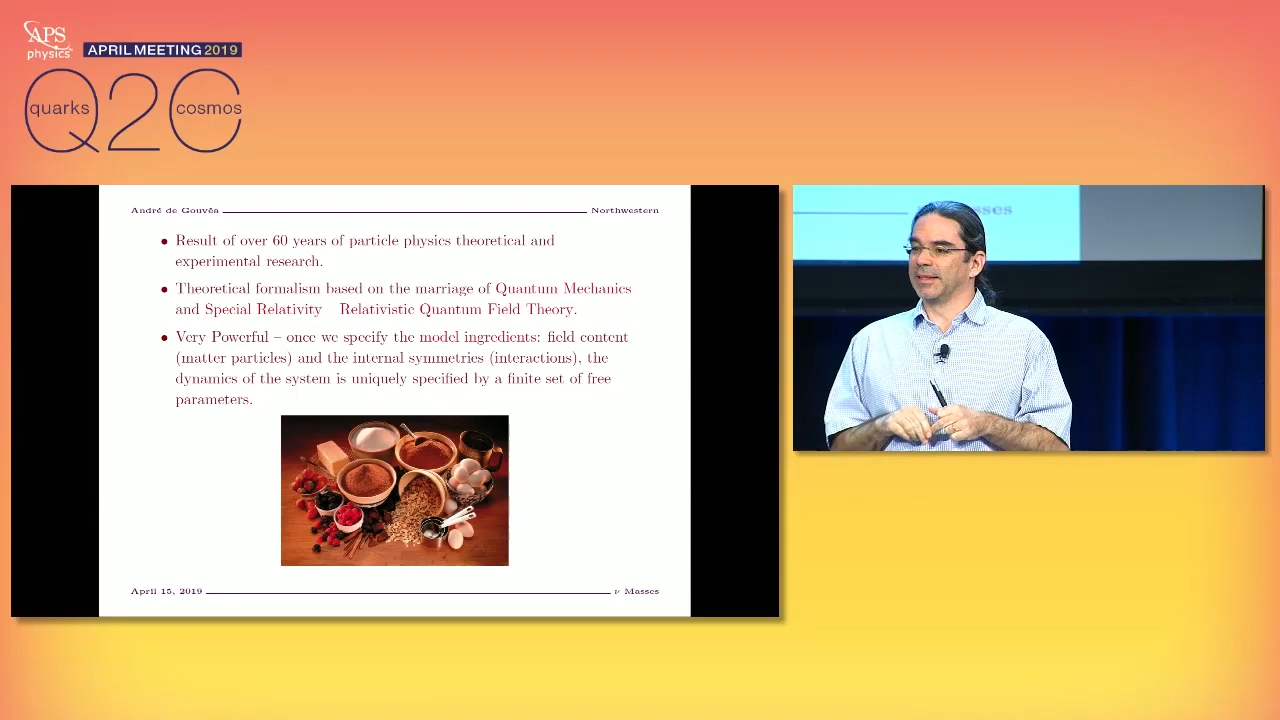 APS
physics
APRIL MEETING 2019
Q2C
quarks
cosmos
André de Gouvêa
Northwestern
• Result of over 60 years of particle physics theoretical and
experimental research.
• Theoretical formalism based on the marriage of Quantum Mechanics
and Special Relativity Relativistic Quantum Field Theory.
• Very Powerful – once we specify the model ingredients: field content
(matter particles) and the internal symmetries (interactions), the
dynamics of the system is uniquely specified by a finite set of free
parameters.
April 15, 2019
ν Masses